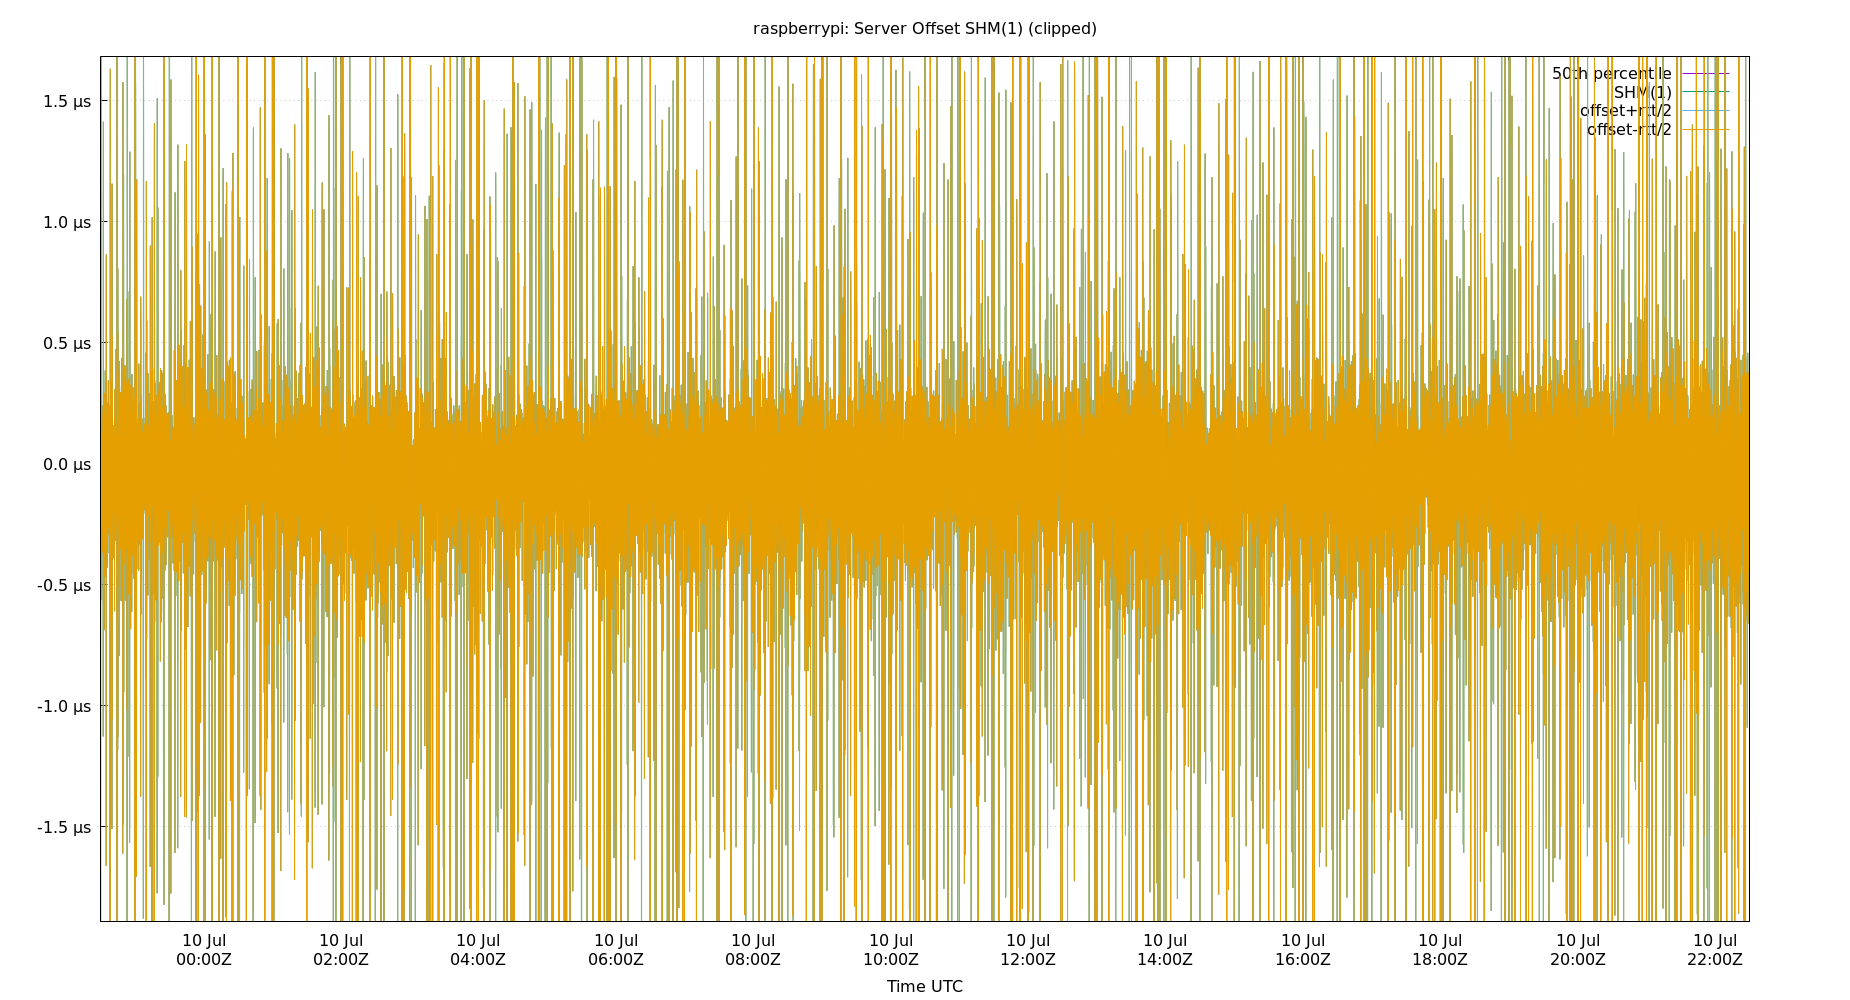 raspberrypi: Server Offset SHM(1) (clipped)
50th percentile
SHM(1)
offset+rtt/2
offset-rtt/2
1.5 µs
1.0 µs
0.5 µs
0.0 µs
-0.5 µs
-1.0 µs
-1.5 µs
10 Jul 10 Jul 10 Jul 10 Jul 10 Jul 10 Jul 10 Jul 10 Jul 10 Jul 10 Jul 10 Jul 10 Jul
00:00Z 02:00Z 04:00Z 06:00Z 08:00Z 10:00Z 12:00Z 14:00Z 16:00Z 18:00Z 20:00Z 22:00Z
Time UTC